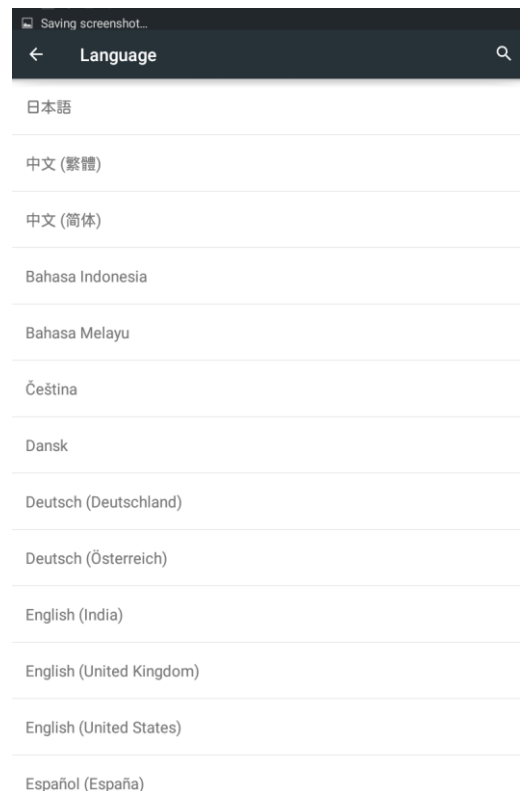 Saving screenshot...
Language
日本語
中文 (繁體)
中文 (简体)
Bahasa Indonesia
Bahasa Melayu
Čeština
Dansk
Deutsch (Deutschland)
Deutsch (Österreich)
English (India)
English (United Kingdom)
English (United States)
Español (España)